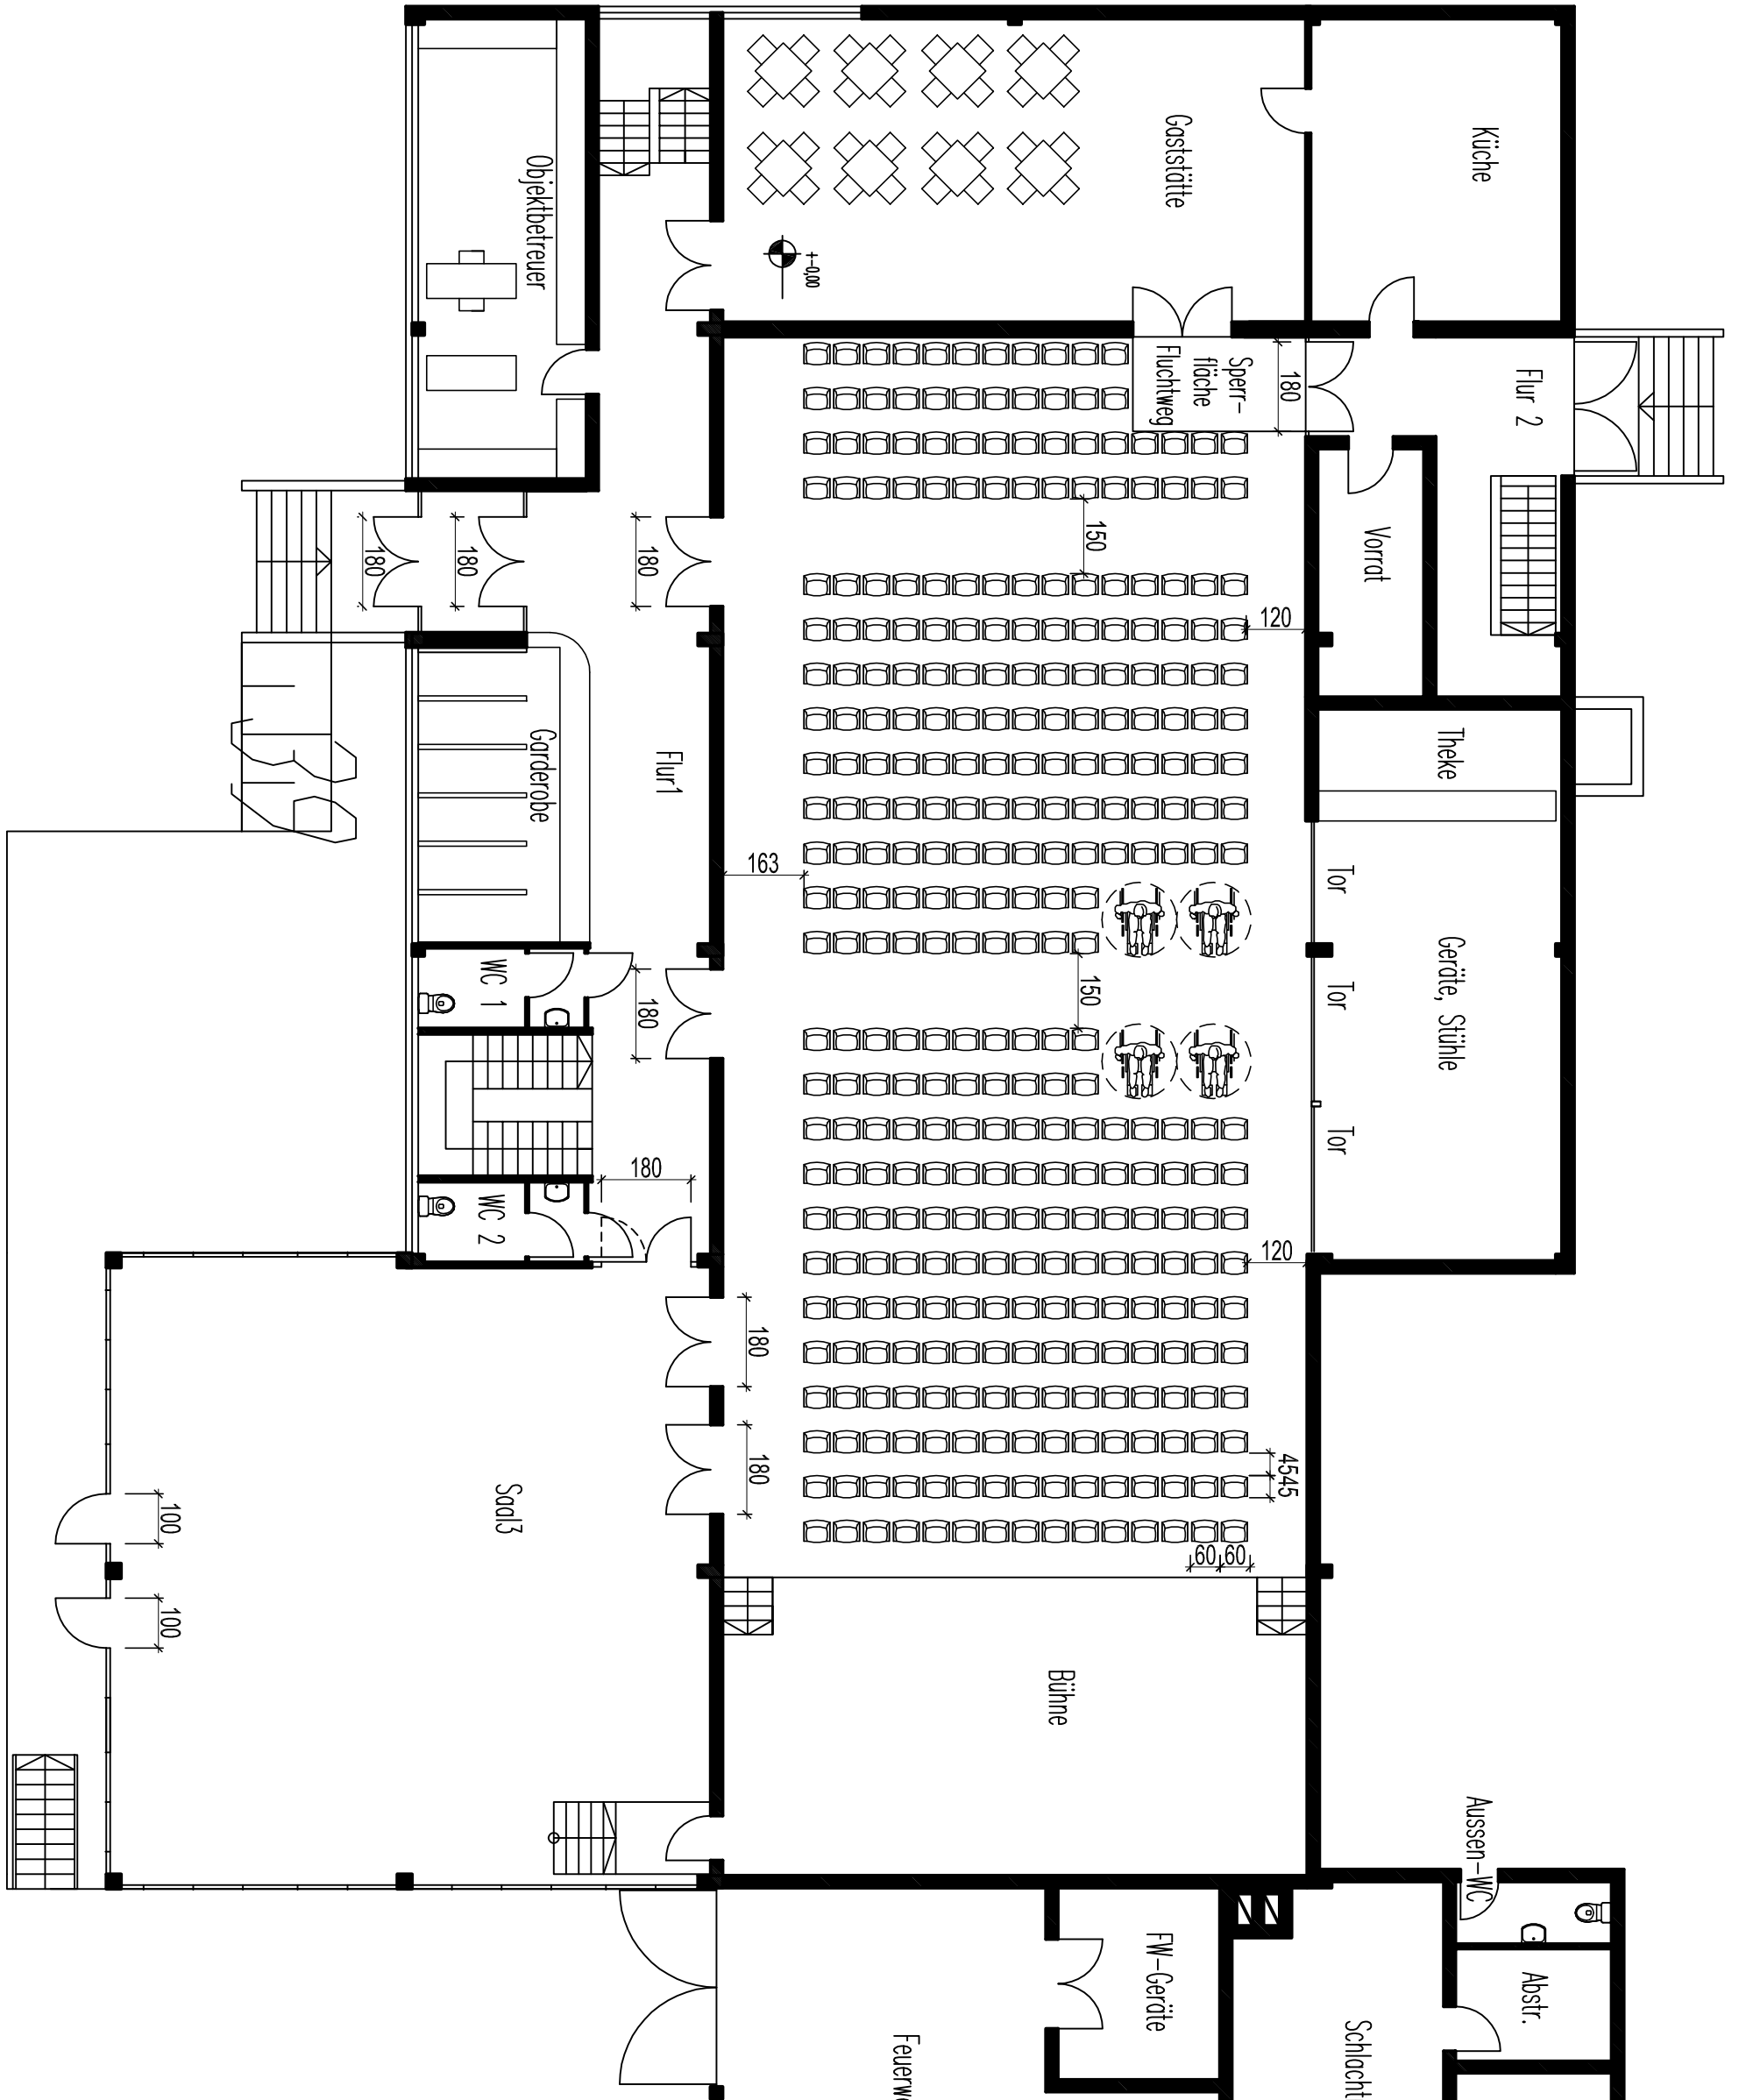 Küche
Gaststätte
+-0,00
Objektbetreuer
Flur 2
Sperr-
fläche
Fluchtweg
180
Vorrat
150
180
180
180
120
Theke
Garderobe
Flur1
163
Tor
Geräte, Stühle
Tor
Tor
150
WC 1
180
WC 2
180
120
180
180
4545
60 60
Saal3
100
100
Bühne
Aussen-WC
FW-Geräte
Abstr.
Schlacht
Feuerw